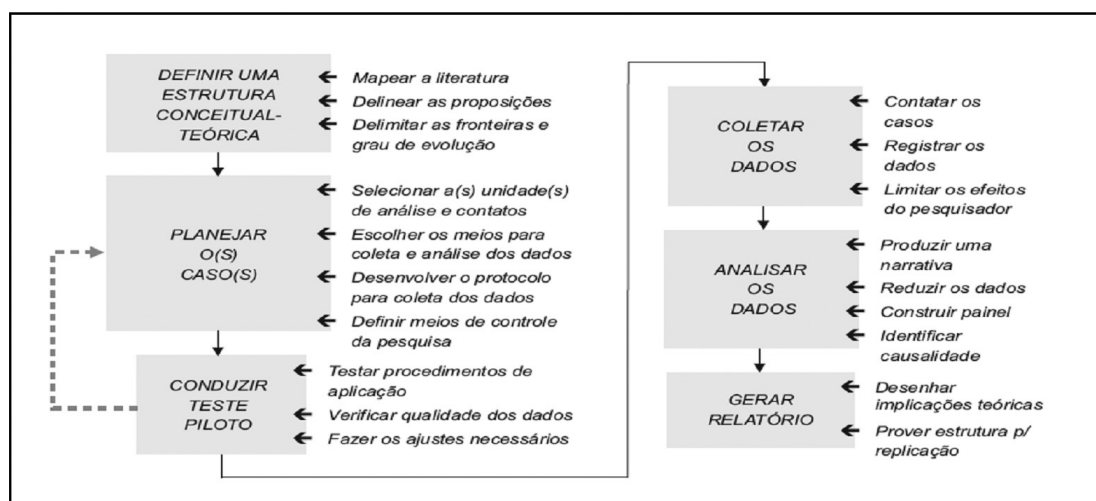 DEFINIR UMA
ESTRUTURA
CONCEITUAL-
TEÓRICA
Mapear a literatura
Delinear as proposições
Delimitar as fronteiras e
grau de evolução
PLANEJAR
O(S)
CASO(S)
Selecionar a(s) unidade(s)
de análise e contatos
Escolher os meios para
coleta e análise dos dados
Desenvolver o protocolo
para coleta dos dados
Definir meios de controle
da pesquisa
CONDUZIR
TESTE
PILOTO
Testar procedimentos de
aplicação
Verificar qualidade dos dados
Fazer os ajustes necessários
COLETAR
OS
DADOS
Contatar os
casos
Registrar os
dados
Limitar os efeitos
do pesquisador
ANALISAR
OS
DADOS
Produzir uma
narrativa
Reduzir os dados
Construir painel
Identificar
causalidade
GERAR
RELATÓRIO
Desenhar
implicações teóricas
Prover estrutura p/
replicação